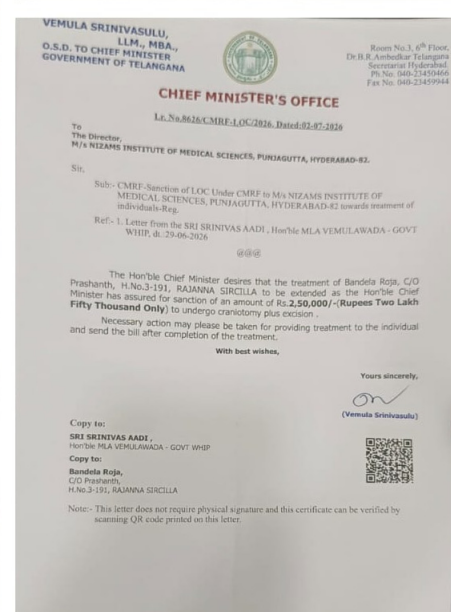 VEMULA SRINIVASULU,
LLM., MBA.,
O.S.D. TO CHIEF MINISTER
GOVERNMENT OF TELANGANA
Room No.3, 6th Floor,
Dr.B.R.Ambedkar Telangana
Secretariat Hyderabad.
Ph No. 040-23450466
Fax No. 040-23459944
CHIEF MINISTER'S OFFICE
Lr. No.8626/CMRF-LOC/2026, Dated:02-07-2026
To
The Director,
M/s NIZAMS INSTITUTE OF MEDICAL SCIENCES, PUNJAGUTTA, HYDERABAD-82.
Sir,
Sub:- CMRF-Sanction of LOC Under CMRF to M/s NIZAMS INSTITUTE OF
MEDICAL SCIENCES, PUNJAGUTTA, HYDERABAD-82 towards treatment of
individuals-Reg.
Ref:- 1. Letter from the SRI SRINIVAS AADI , Hon'ble MLA VEMULAWADA - GOVT
WHIP, dt.:29-06-2026
@@@
The Hon'ble Chief Minister desires that the treatment of Bandela Roja, C/O
Prashanth, H.No.3-191, RAJANNA SIRCILLA to be extended as the Hon'ble Chief
Minister has assured for sanction of an amount of Rs.2,50,000/-(Rupees Two Lakh
Fifty Thousand Only) to undergo craniotomy plus excision .
Necessary action may please be taken for providing treatment to the individual
and send the bill after completion of the treatment.
With best wishes,
Yours sincerely,
(Vemula Srinivasulu)
Copy to:
SRI SRINIVAS AADI ,
Hon'ble MLA VEMULAWADA - GOVT WHIP
Copy to:
Bandela Roja,
C/O Prashanth,
H.No.3-191, RAJANNA SIRCILLA
Note:- This letter does not require physical signature and this certificate can be verified by
scanning QR code printed on this letter.